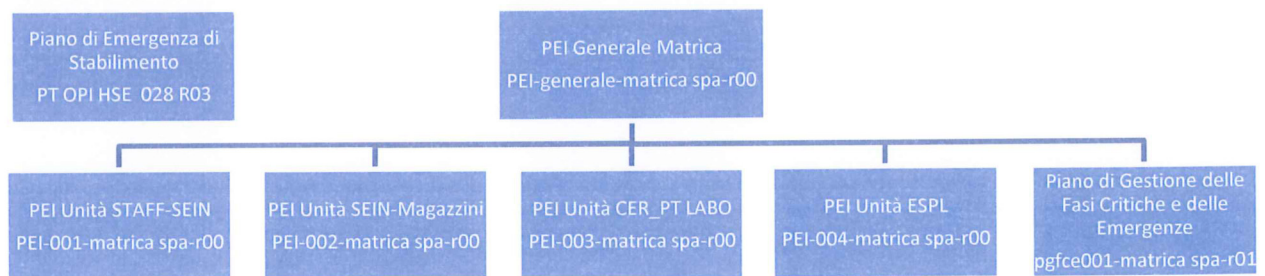 Piano di Emergenza di
Stabilimento
PT OPI HSE 028 R03
PEI Generale Matrìca
PEI-generale-matrica spa-r00
PEI Unità STAFF-SEIN
PEI-001-matrica spa-r00
PEI Unità SEIN-Magazzini
PEI-002-matrica spa-r00
PEI Unità CER_PT LABO
PEI-003-matrica spa-r00
PEI Unità ESPL
PEI-004-matrica spa-r00
Piano di Gestione delle
Fasi Critiche e delle
Emergenze
pgfce001-matrica spa-r01